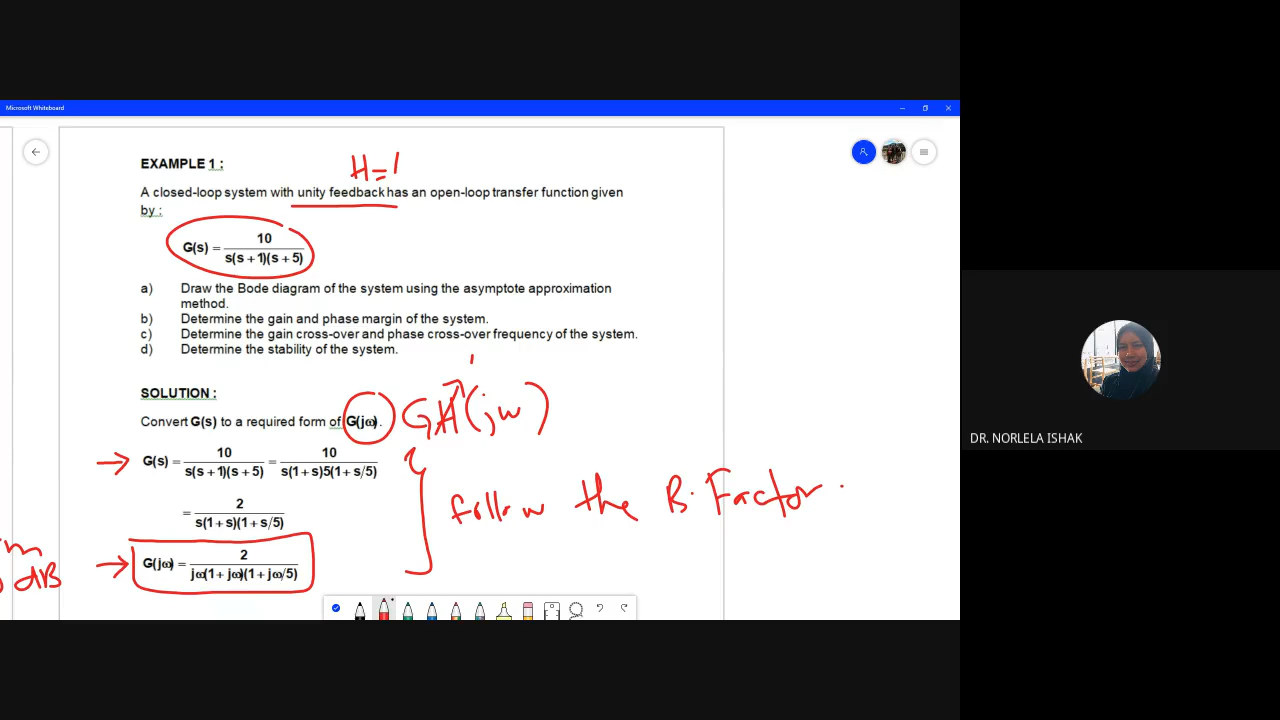 Microsoft Whiteboard
EXAMPLE 1 :
H = 1
A closed-loop system with unity feedback has an open-loop transfer function given
by :
G(s) = 10 / s(s + 1)(s + 5)
a) Draw the Bode diagram of the system using the asymptote approximation
method.
b) Determine the gain and phase margin of the system.
c) Determine the gain cross-over and phase cross-over frequency of the system.
d) Determine the stability of the system.
SOLUTION :
Convert G(s) to a required form of G(jω).
GH(jω)
1
G(s) = 10 / s(s + 1)(s + 5) = 10 / s(1 + s)5(1 + s/5)
= 2 / s(1 + s)(1 + s/5)
follow the B. Factor.
G(jω) = 2 / jω(1 + jω)(1 + jω/5)
dB
DR. NORLELA ISHAK